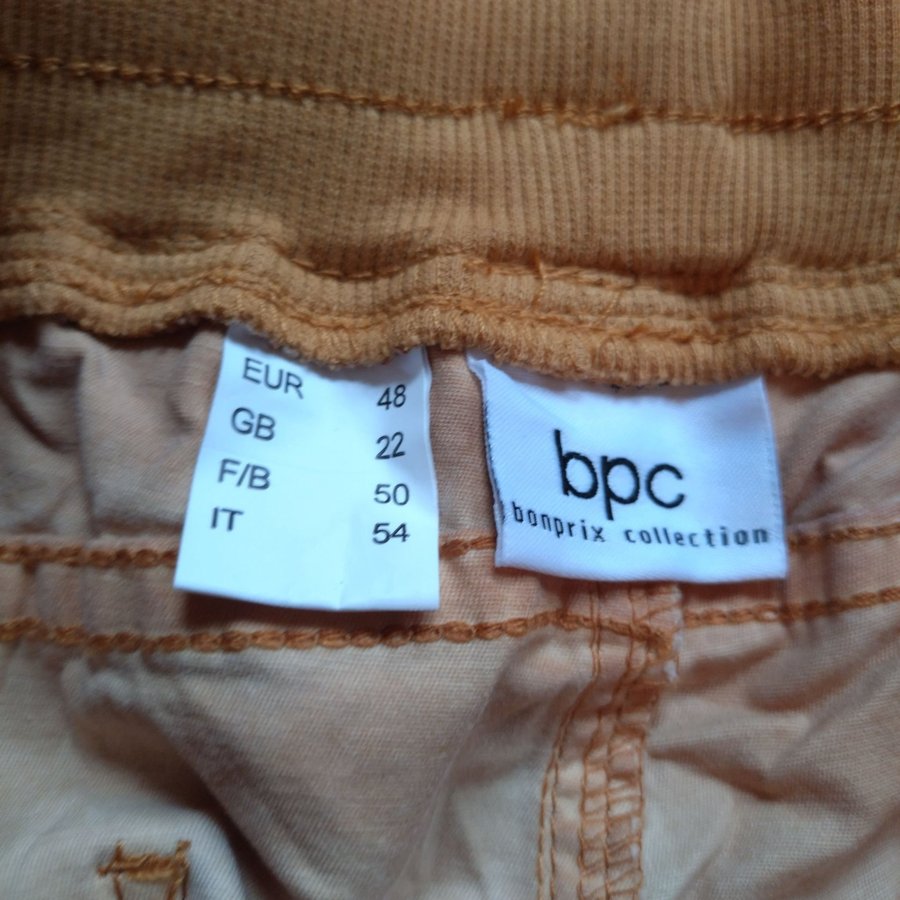 EUR 48
GB 22
F/B 50
IT 54
bpc
bonprix collection